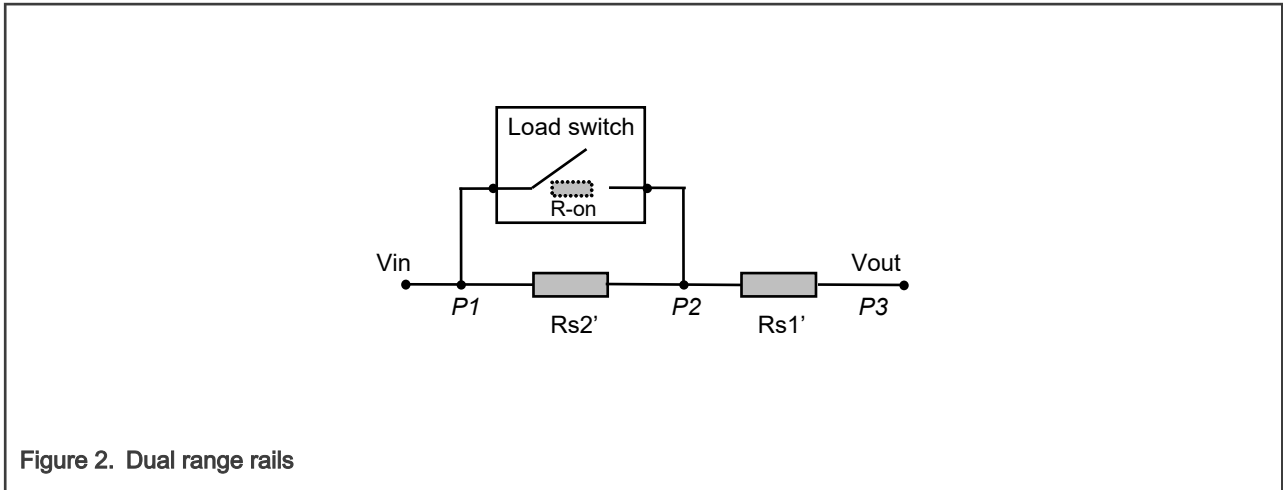 Load switch
R-on
Vin
Vout
P1
P2
P3
Rs2’
Rs1’
Figure 2. Dual range rails